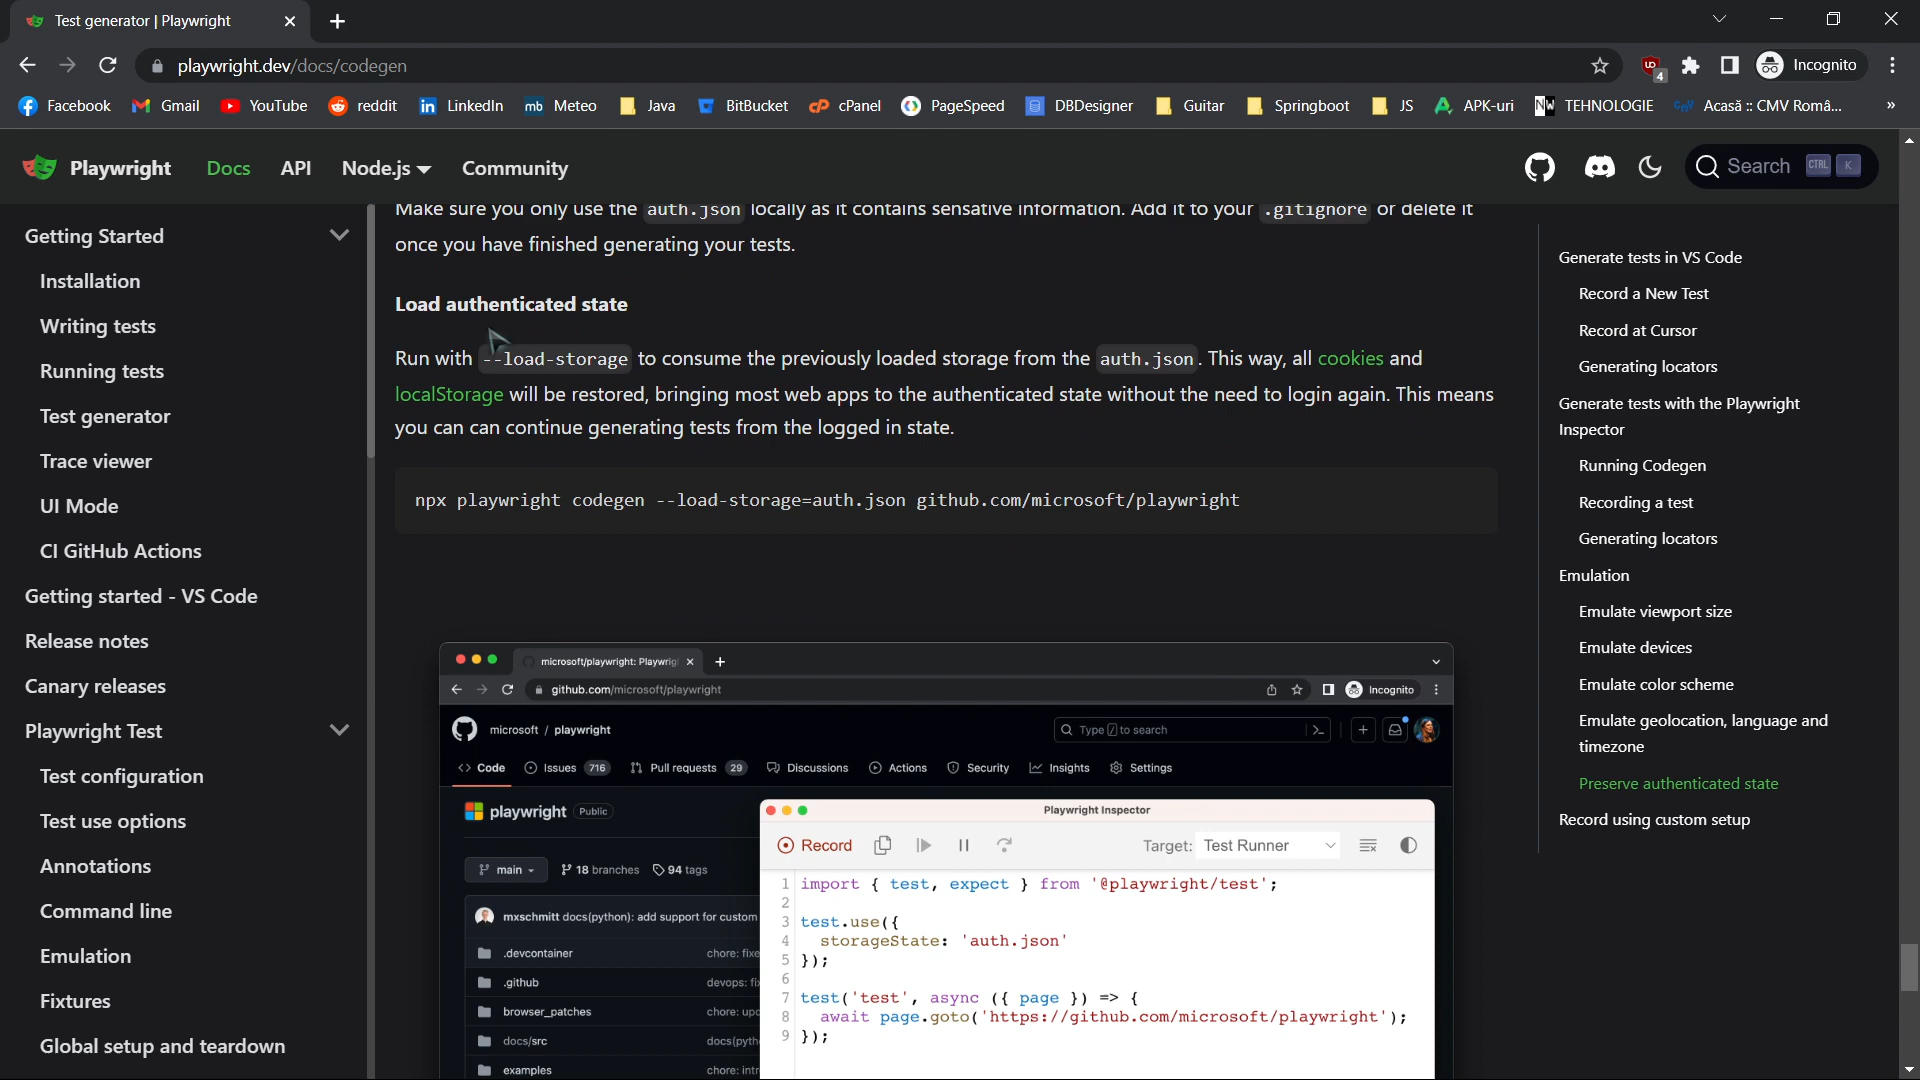 Test generator | Playwright
playwright.dev/docs/codegen
4
Incognito
Facebook Gmail YouTube reddit LinkedIn mb Meteo Java BitBucket cPanel PageSpeed DBDesigner Guitar Springboot JS APK-uri NW TEHNOLOGIE Acasă :: CMV Româ... »
Playwright Docs API Node.js Community
Search CTRL K
Getting Started
Installation
Writing tests
Running tests
Test generator
Trace viewer
UI Mode
CI GitHub Actions
Getting started - VS Code
Release notes
Canary releases
Playwright Test
Test configuration
Test use options
Annotations
Command line
Emulation
Fixtures
Global setup and teardown
Make sure you only use the auth.json locally as it contains sensative information. Add it to your .gitignore or delete it
once you have finished generating your tests.
Load authenticated state
Run with --load-storage to consume the previously loaded storage from the auth.json. This way, all cookies and
localStorage will be restored, bringing most web apps to the authenticated state without the need to login again. This means
you can can continue generating tests from the logged in state.
npx playwright codegen --load-storage=auth.json github.com/microsoft/playwright
microsoft/playwright: Playwrig
github.com/microsoft/playwright
Incognito
microsoft / playwright
Type / to search
Code Issues 716 Pull requests 29 Discussions Actions Security Insights Settings
playwright Public
main 18 branches 94 tags
mxschmitt docs(python): add support for custom
.devcontainer chore: fixe
.github devops: fi
browser_patches chore: upd
docs/src docs(pyth
examples chore: intr
Playwright Inspector
Record Target: Test Runner
1 import { test, expect } from '@playwright/test';
2
3 test.use({
4 storageState: 'auth.json'
5 });
6
7 test('test', async ({ page }) => {
8 await page.goto('https://github.com/microsoft/playwright');
9 });
Generate tests in VS Code
Record a New Test
Record at Cursor
Generating locators
Generate tests with the Playwright
Inspector
Running Codegen
Recording a test
Generating locators
Emulation
Emulate viewport size
Emulate devices
Emulate color scheme
Emulate geolocation, language and
timezone
Preserve authenticated state
Record using custom setup